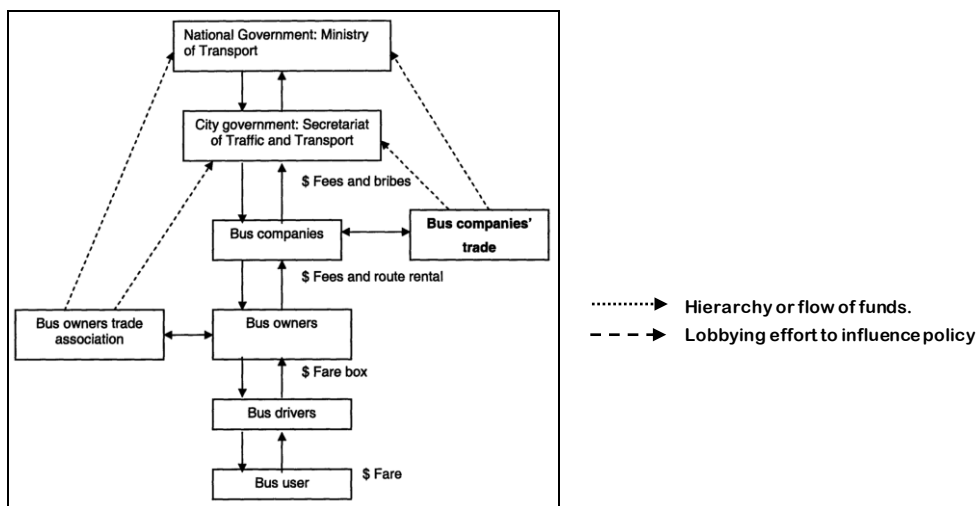 National Government: Ministry
of Transport
City government: Secretariat
of Traffic and Transport
$ Fees and bribes
Bus companies
Bus companies'
trade
$ Fees and route rental
Bus owners trade
association
Bus owners
$ Fare box
Bus drivers
Bus user
$ Fare
Hierarchy or flow of funds.
Lobbying effort to influence policy